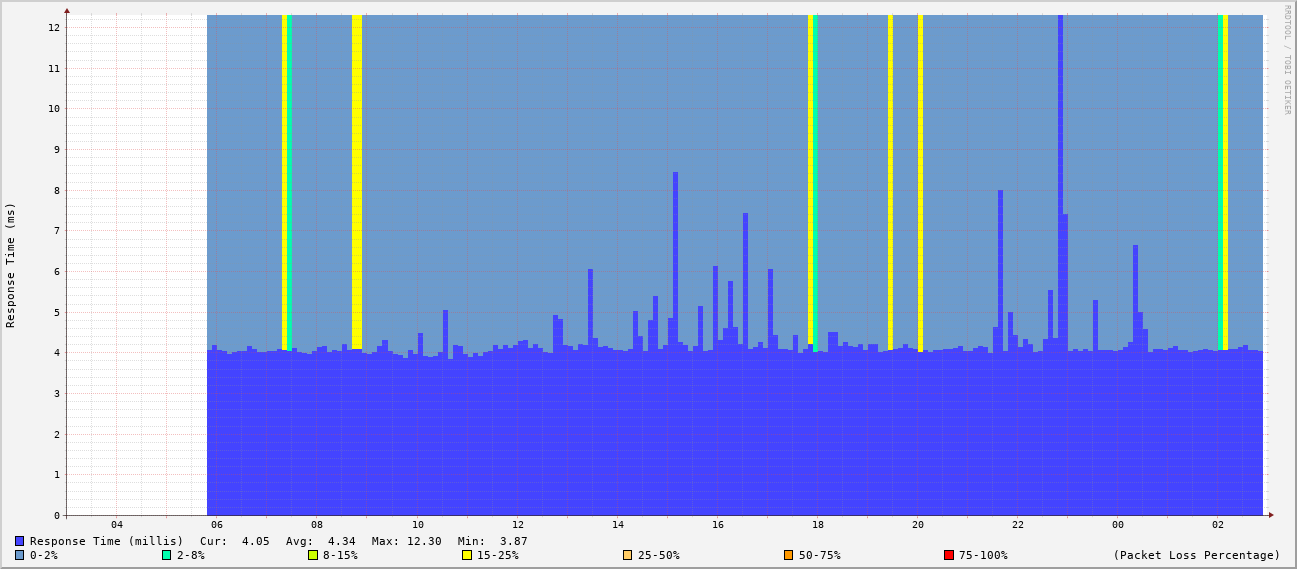 RRDTOOL / TOBI OETIKER
Response Time (ms)
12
11
10
9
8
7
6
5
4
3
2
1
0
04 06 08 10 12 14 16 18 20 22 00 02
Response Time (millis) Cur: 4.05 Avg: 4.34 Max: 12.30 Min: 3.87
0-2% 2-8% 8-15% 15-25% 25-50% 50-75% 75-100% (Packet Loss Percentage)